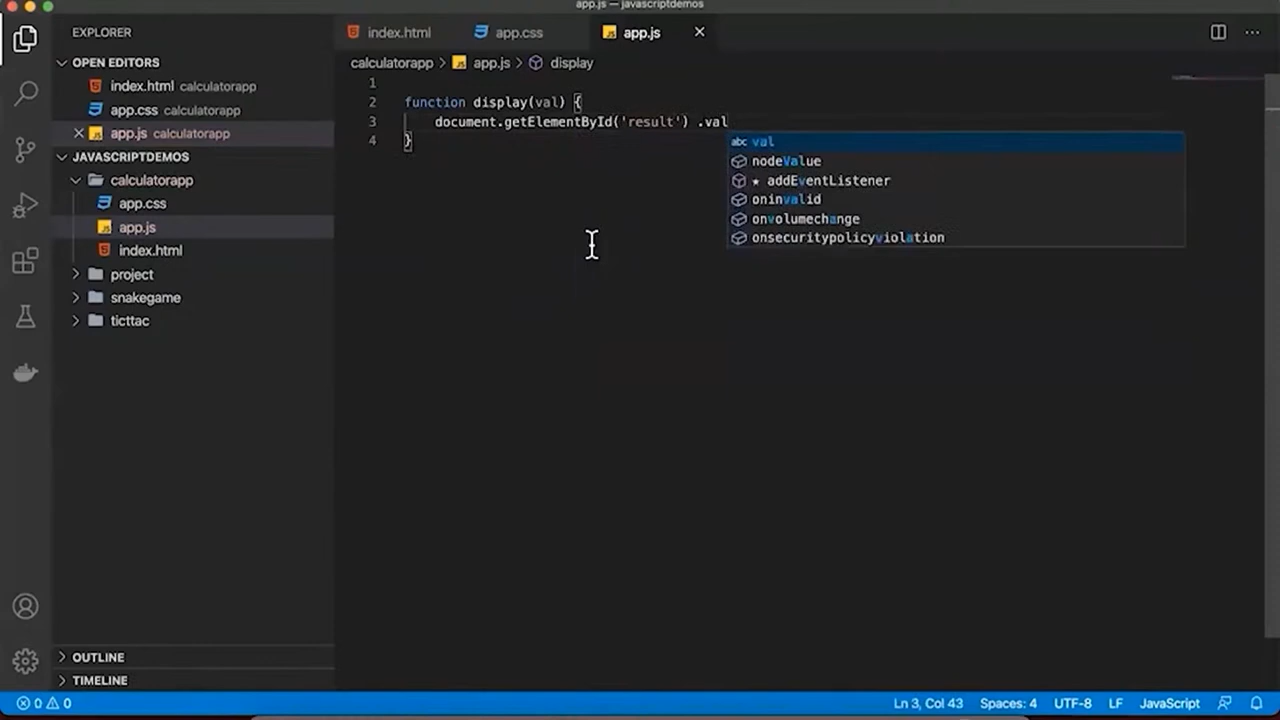 app.js — javascriptdemos
EXPLORER
index.html
app.css
app.js
OPEN EDITORS
index.html calculatorapp
app.css calculatorapp
app.js calculatorapp
JAVASCRIPTDEMOS
calculatorapp
app.css
app.js
index.html
project
snakegame
ticttac
OUTLINE
TIMELINE
calculatorapp > app.js > display
1
2 function display(val) {
3 document.getElementById('result') .val
4 }
abc val
nodeValue
★ addEventListener
oninvalid
onvolumechange
onsecuritypolicyviolation
0 0
Ln 3, Col 43 Spaces: 4 UTF-8 LF JavaScript